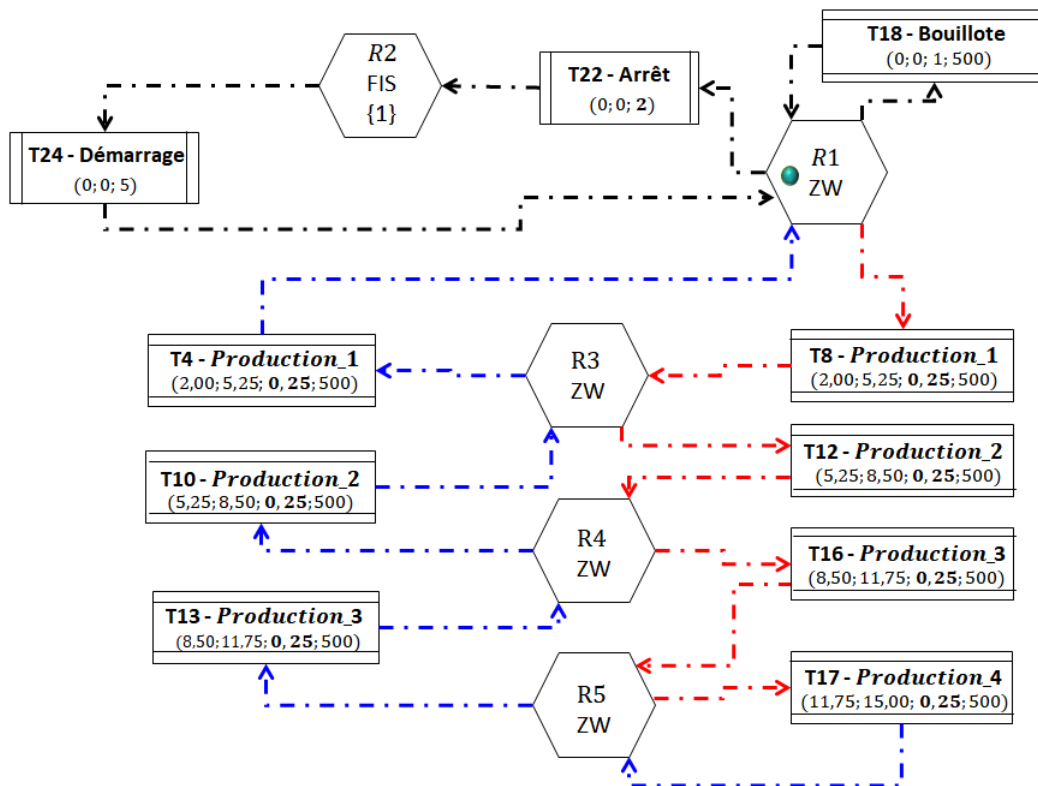 T18 - Bouillote
(0; 0; 1; 500)
R2
FIS
{1}
T22 - Arrêt
(0; 0; 2)
T24 - Démarrage
(0; 0; 5)
R1
ZW
T4 - Production_1
(2,00; 5,25; 0, 25; 500)
R3
ZW
T8 - Production_1
(2,00; 5,25; 0, 25; 500)
T12 - Production_2
(5,25; 8,50; 0, 25; 500)
T10 - Production_2
(5,25; 8,50; 0, 25; 500)
R4
ZW
T16 - Production_3
(8,50; 11,75; 0, 25; 500)
T13 - Production_3
(8,50; 11,75; 0, 25; 500)
R5
ZW
T17 - Production_4
(11,75; 15,00; 0, 25; 500)